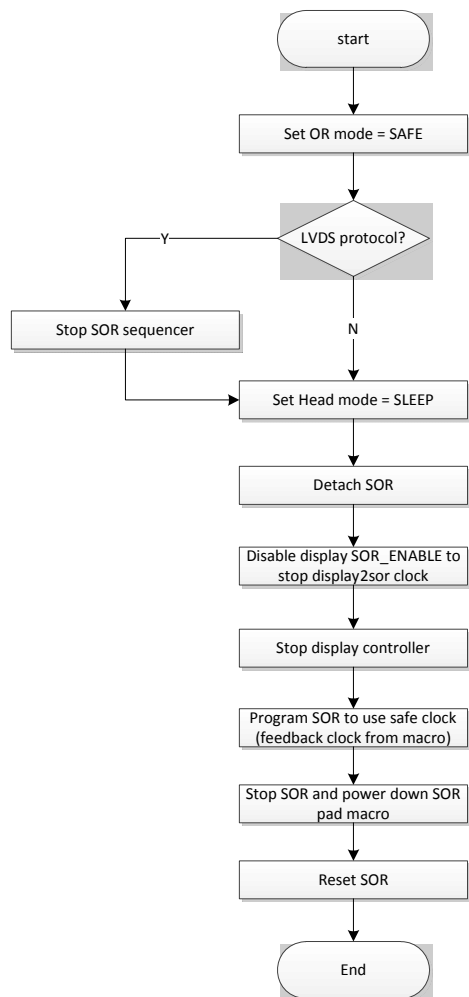 start
Set OR mode = SAFE
LVDS protocol?
Y
Stop SOR sequencer
N
Set Head mode = SLEEP
Detach SOR
Disable display SOR_ENABLE to
stop display2sor clock
Stop display controller
Program SOR to use safe clock
(feedback clock from macro)
Stop SOR and power down SOR
pad macro
Reset SOR
End